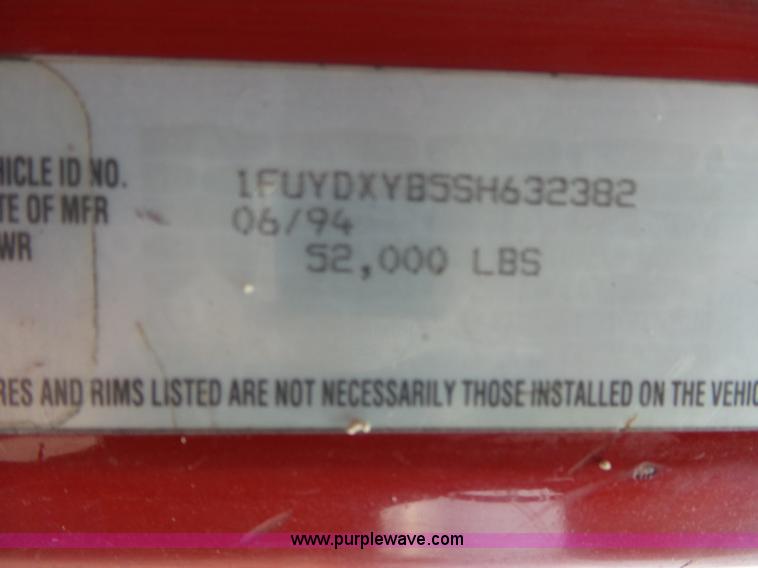 HICLE ID NO. 1FUYDXYB5SH632382
TE OF MFR 06/94
WR 52,000 LBS
RES AND RIMS LISTED ARE NOT NECESSARILY THOSE INSTALLED ON THE VEHIC
www.purplewave.com